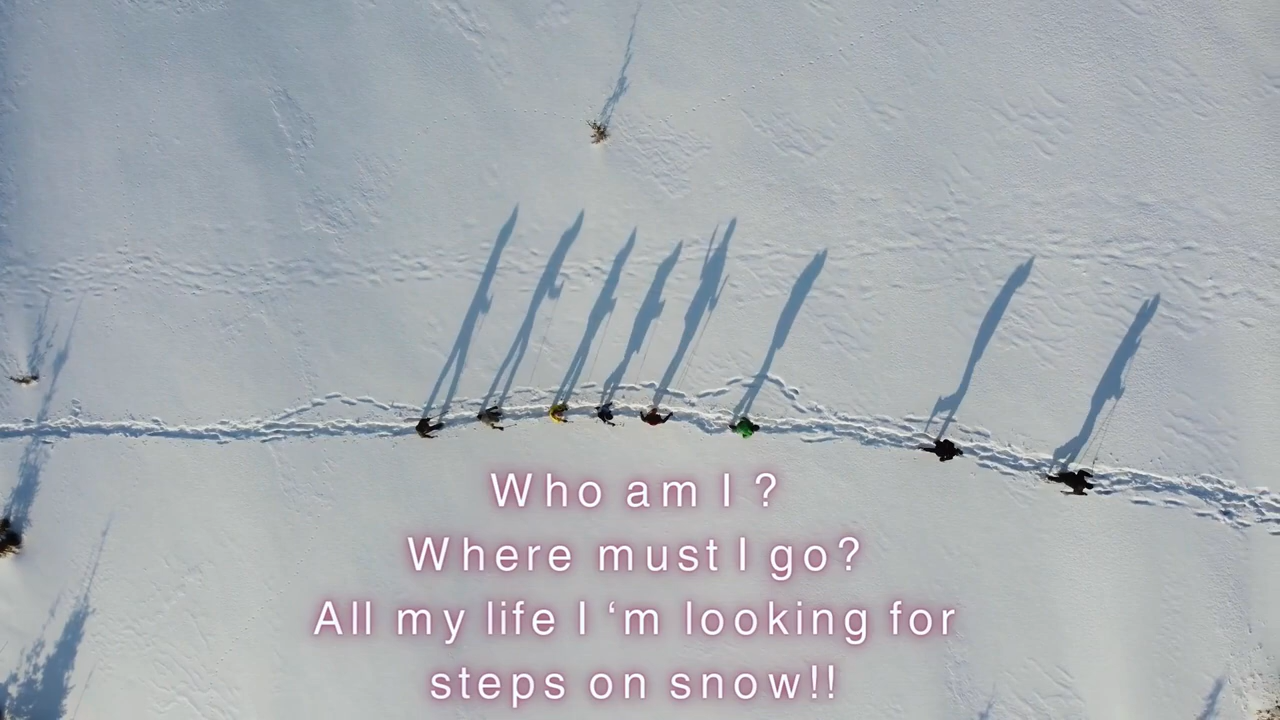 Who am I ?
Where must I go?
All my life I ‘m looking for
steps on snow!!